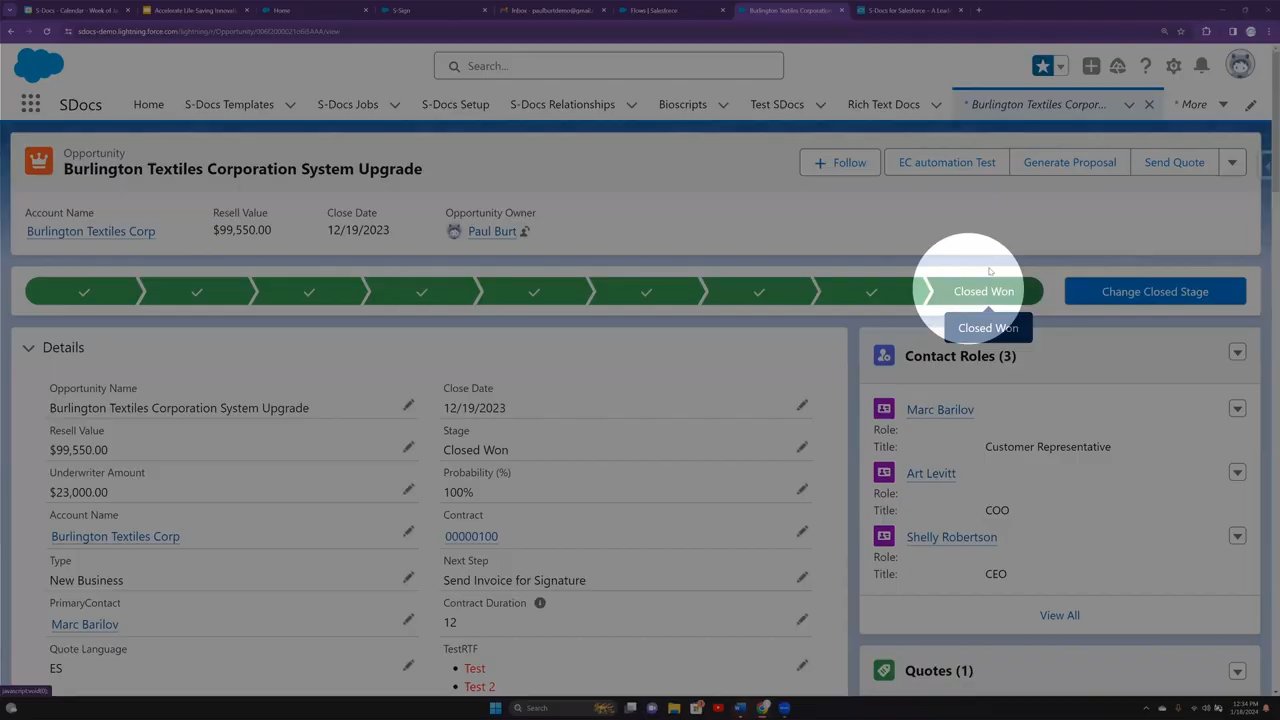 S-Docs - Calendar - Week of Ja
Accelerate Life-Saving Innovati
Home
S-Sign
Inbox - paulburtdemo@gmail.c
Flows | Salesforce
Burlington Textiles Corporation
S-Docs for Salesforce - A Lead
sdocs-demo.lightning.force.com/lightning/r/Opportunity/
Search...
SDocs
Home
S-Docs Templates
S-Docs Jobs
S-Docs Setup
S-Docs Relationships
Bioscripts
Test SDocs
Rich Text Docs
* Burlington Textiles Corpor...
* More
Opportunity
Burlington Textiles Corporation System Upgrade
+ Follow
EC automation Test
Generate Proposal
Send Quote
Account Name
Resell Value
Close Date
Opportunity Owner
Burlington Textiles Corp
$99,550.00
12/19/2023
Paul Burt
Closed Won
Change Closed Stage
Closed Won
Details
Opportunity Name
Burlington Textiles Corporation System Upgrade
Close Date
12/19/2023
Resell Value
$99,550.00
Stage
Closed Won
Underwriter Amount
$23,000.00
Probability (%)
100%
Account Name
Burlington Textiles Corp
Contract
00000100
Type
New Business
Next Step
Send Invoice for Signature
PrimaryContact
Marc Barilov
Contract Duration
12
Quote Language
ES
TestRTF
• Test
• Test 2
Contact Roles (3)
Marc Barilov
Role:
Title: Customer Representative
Art Levitt
Role:
Title: COO
Shelly Robertson
Role:
Title: CEO
View All
Quotes (1)
javascript:void(0);
Search
12:34 PM
1/18/2024